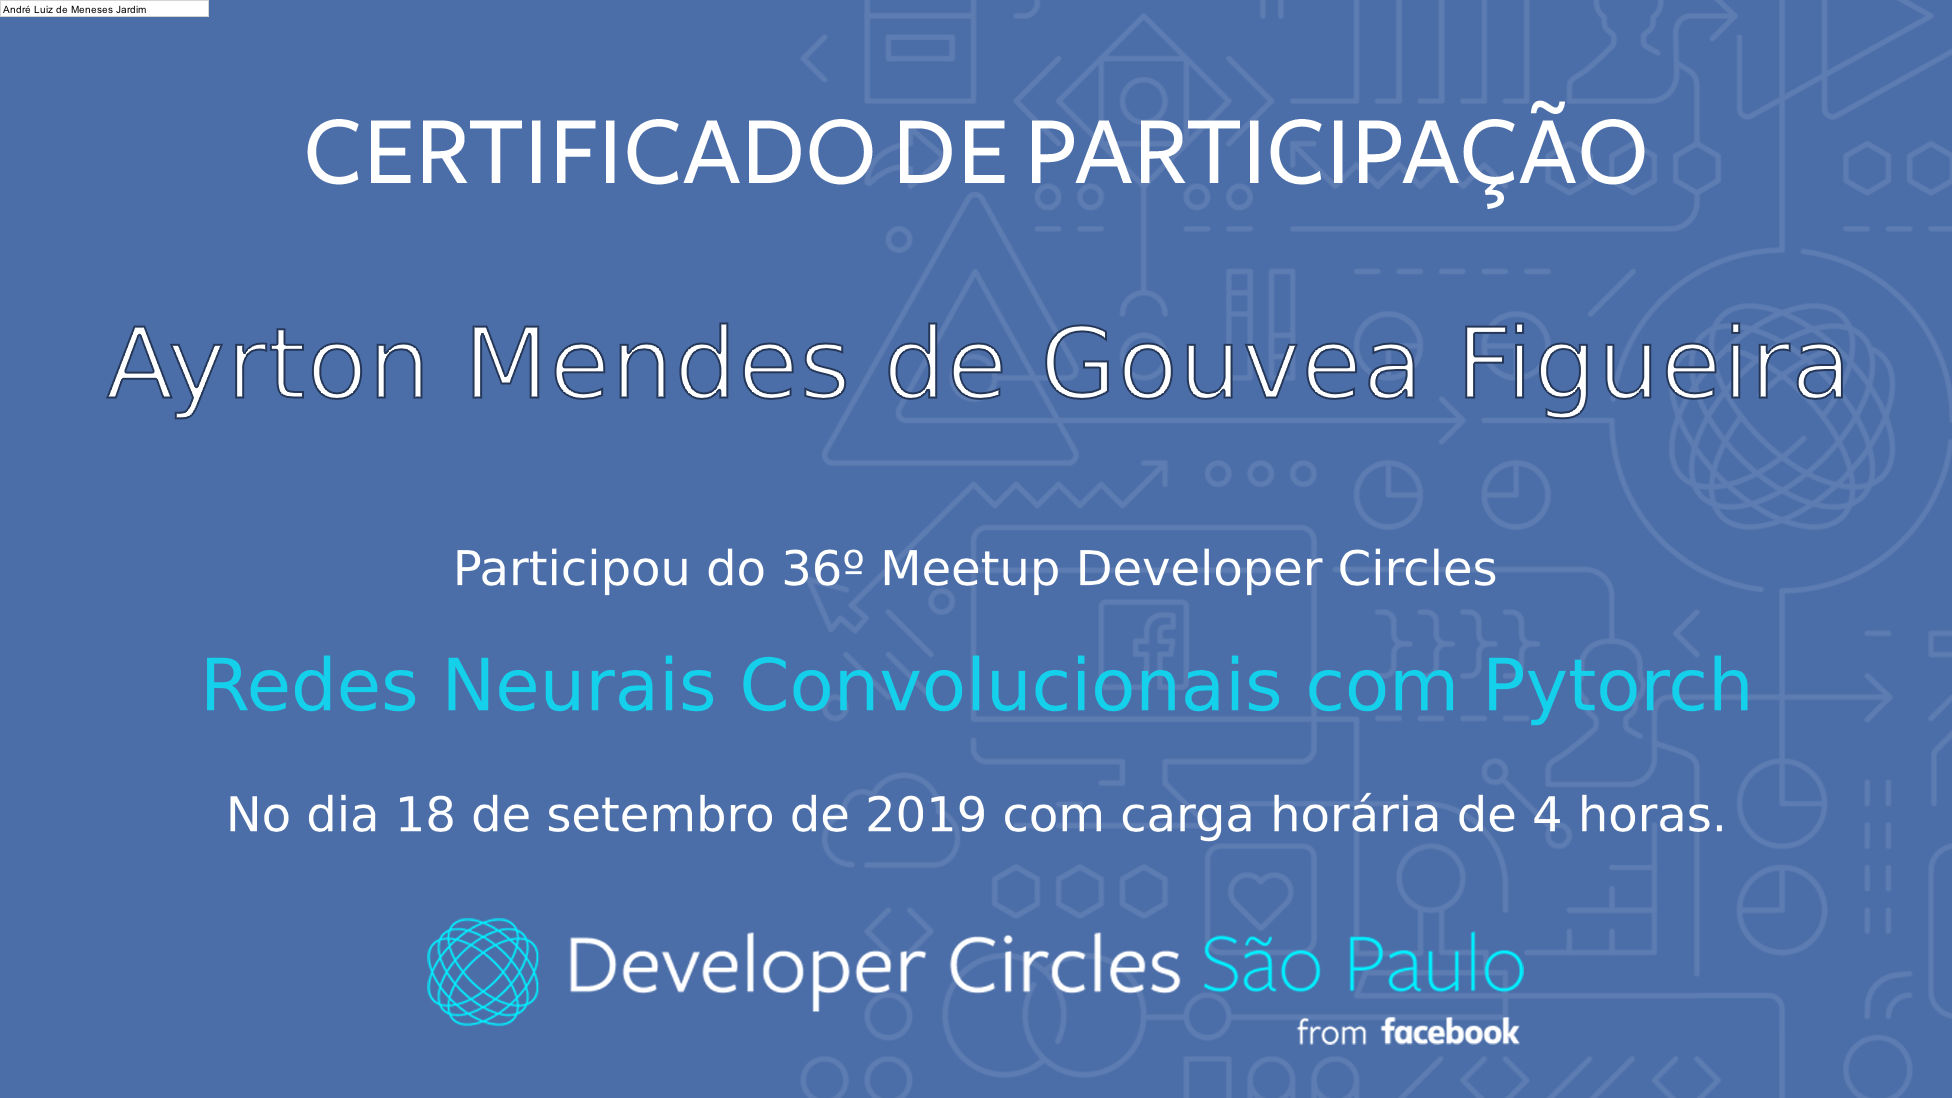 André Luiz de Meneses Jardim
CERTIFICADO DE PARTICIPAÇÃO
Ayrton Mendes de Gouvea Figueira
Participou do 36º Meetup Developer Circles
Redes Neurais Convolucionais com Pytorch
No dia 18 de setembro de 2019 com carga horária de 4 horas.
Developer Circles São Paulo
from facebook